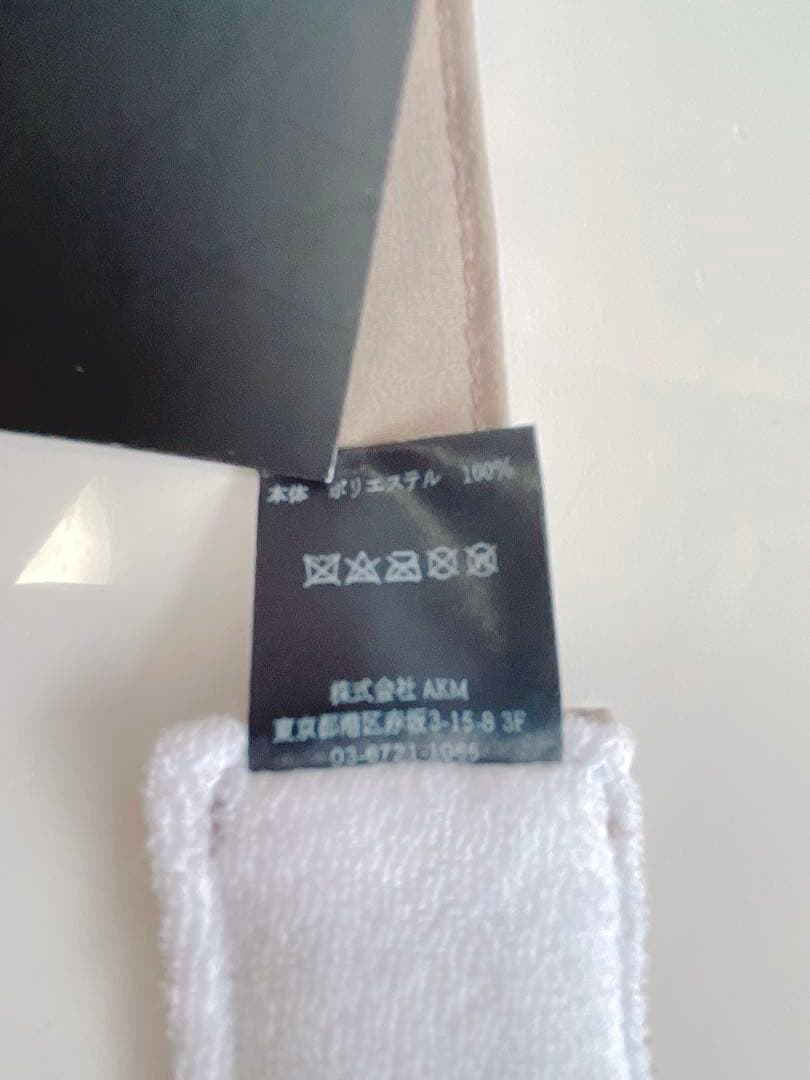 本体 ポリエステル 100%
株式会社 AKM
東京都港区赤坂3-15-8 3F
03-6721-1065